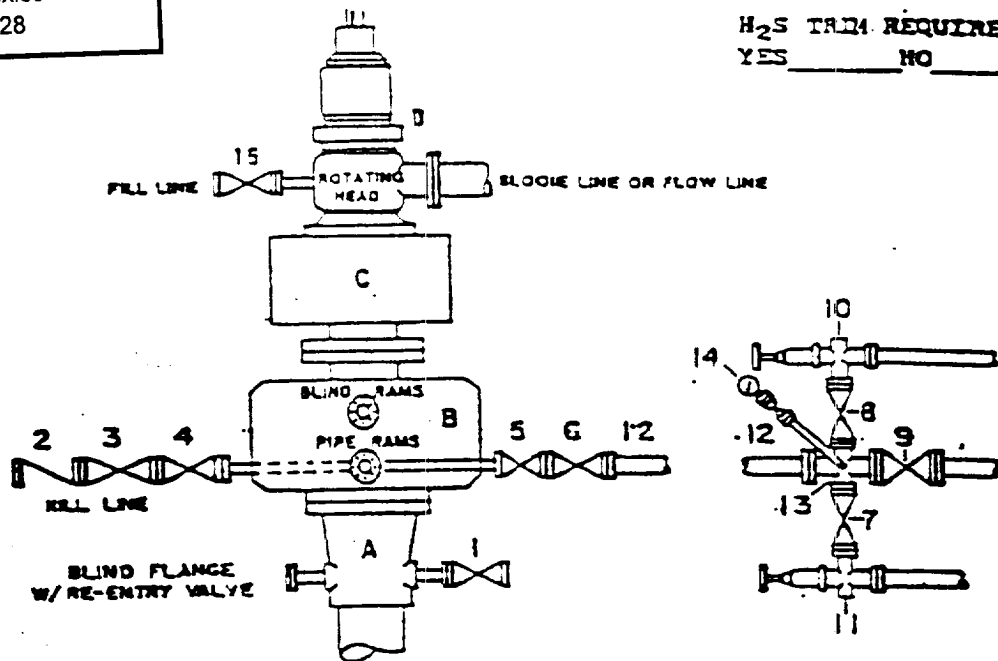 28
H₂S TRIM REQUIRE
YES NO
15
FILL LINE
ROTATING
HEAD
BLOOIE LINE OR FLOW LINE
C
10
14
BLIND RAMS
B
8
2 3 4
PIPE RAMS
5 6 12
12
9
KILL LINE
13
7
A
1
BLIND FLANGE
W/ RE-ENTRY VALVE
11